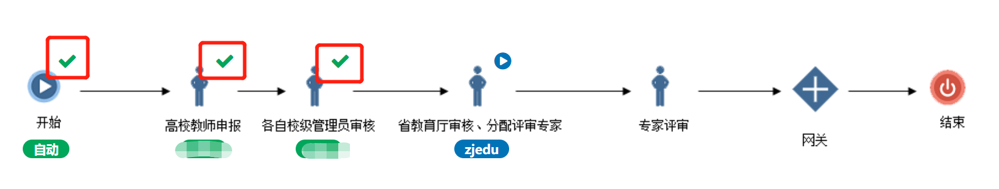 开始
自动
高校教师申报
各自校级管理员审核
省教育厅审核、分配评审专家
zjedu
专家评审
网关
结束